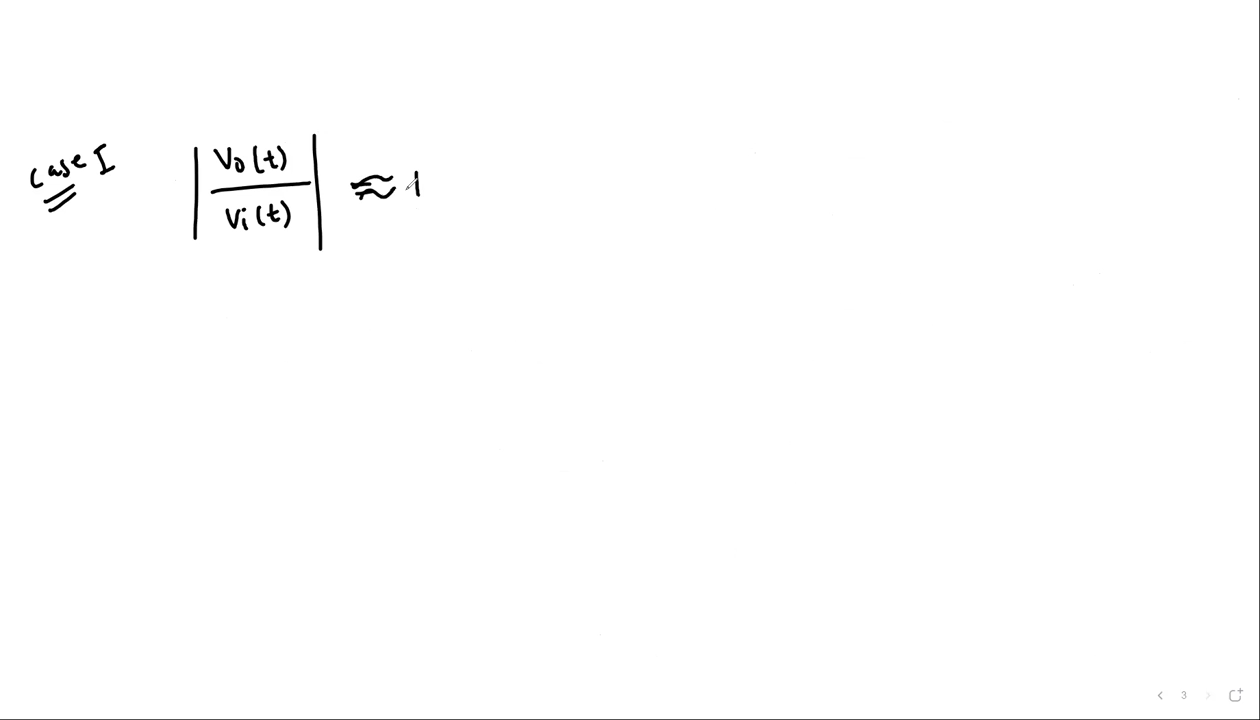 Case I | Vo(t) / Vi(t) | ≈ 1
3